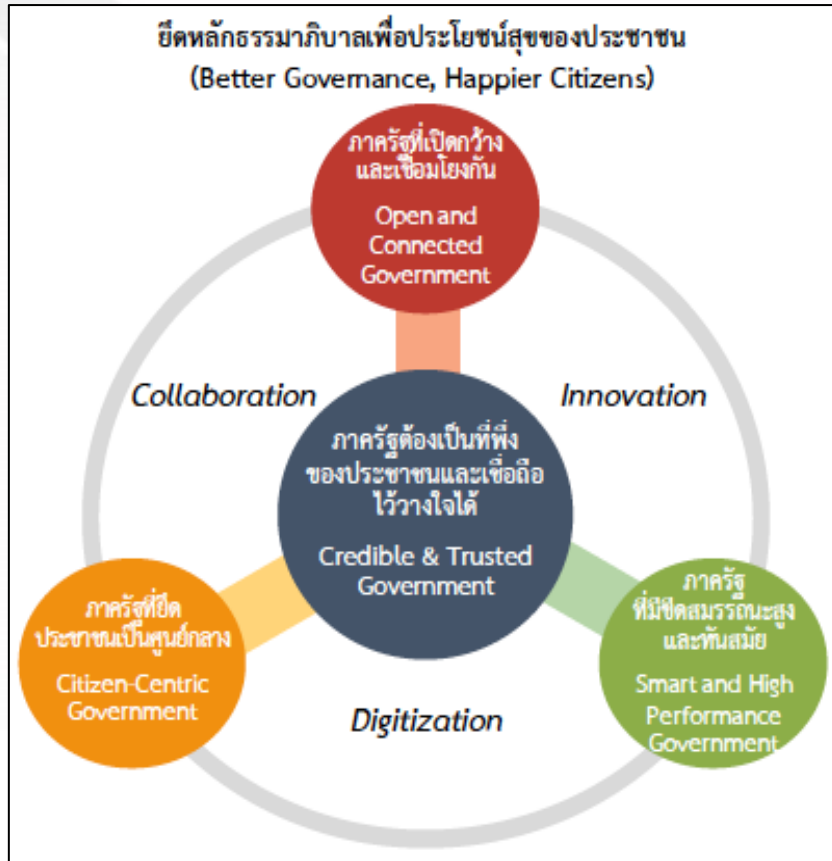 ยึดหลักธรรมาภิบาลเพื่อประโยชน์สุขของประชาชน
(Better Governance, Happier Citizens)
ภาครัฐที่เปิดกว้าง
และเชื่อมโยงกัน
Open and
Connected
Government
Collaboration
Innovation
ภาครัฐต้องเป็นที่พึ่ง
ของประชาชนและเชื่อถือ
ไว้วางใจได้
Credible & Trusted
Government
ภาครัฐที่ยึด
ประชาชนเป็นศูนย์กลาง
Citizen-Centric
Government
Digitization
ภาครัฐ
ที่มีขีดสมรรถนะสูง
และทันสมัย
Smart and High
Performance
Government